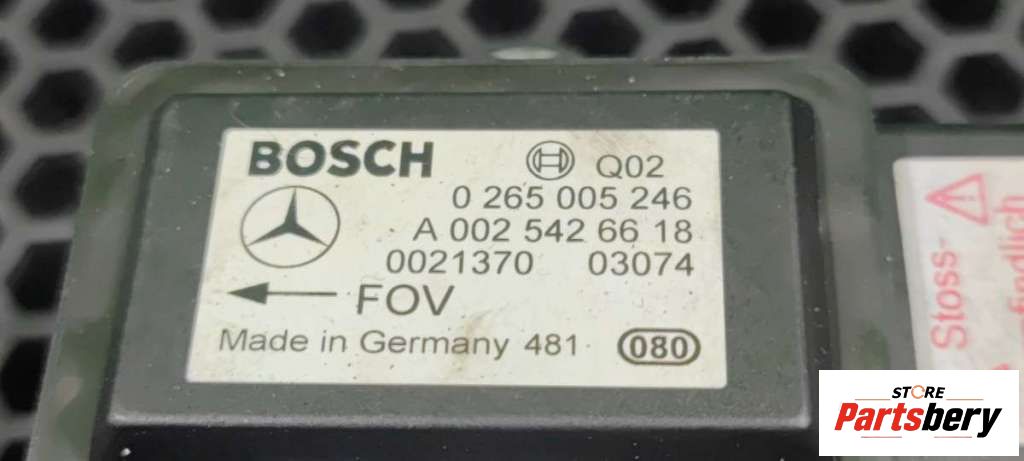 BOSCH Q02
0 265 005 246
A 002 542 66 18
0021370 03074
FOV
Made in Germany 481 080
Stoss-
findlich
STORE
Partsbery